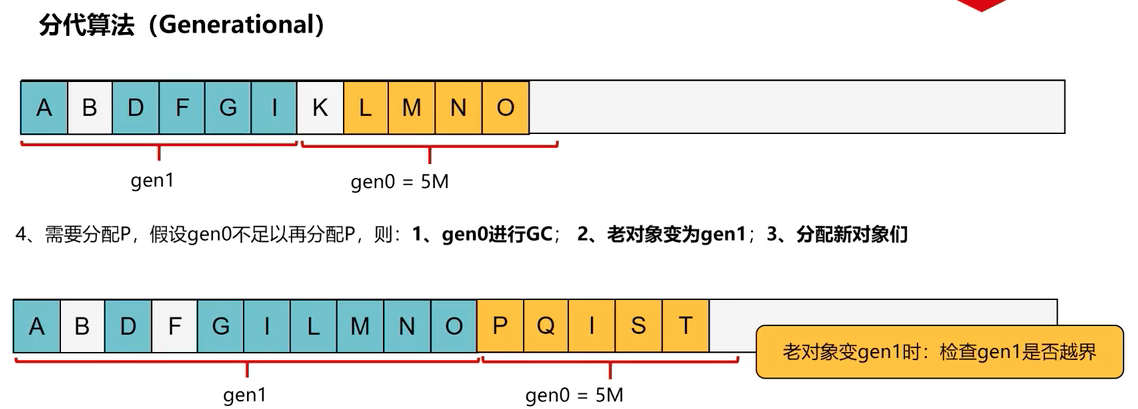 分代算法（Generational）
A B D F G I K L M N O
gen1
gen0 = 5M
4、需要分配P，假设gen0不足以再分配P，则：1、gen0进行GC； 2、老对象变为gen1；3、分配新对象们
A B D F G I L M N O P Q I S T
老对象变gen1时：检查gen1是否越界
gen1
gen0 = 5M